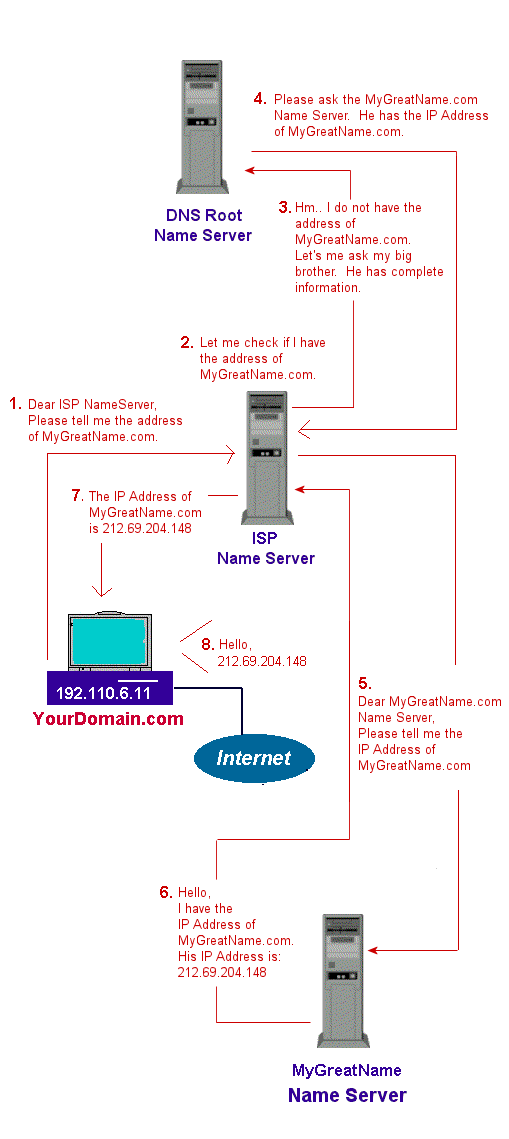 4. Please ask the MyGreatName.com
Name Server. He has the IP Address
of MyGreatName.com.
DNS Root
Name Server
3. Hm.. I do not have the
address of
MyGreatName.com.
Let's me ask my big
brother. He has complete
information.
2. Let me check if I have
the address of
MyGreatName.com.
1. Dear ISP NameServer,
Please tell me the address
of MyGreatName.com.
7. The IP Address of
MyGreatName.com
is 212.69.204.148
ISP
Name Server
8. Hello,
212.69.204.148
192.110.6.11
YourDomain.com
Internet
5.
Dear MyGreatName.com
Name Server,
Please tell me the
IP Address of
MyGreatName.com
6. Hello,
I have the
IP Address of
MyGreatName.com.
His IP Address is:
212.69.204.148
MyGreatName
Name Server